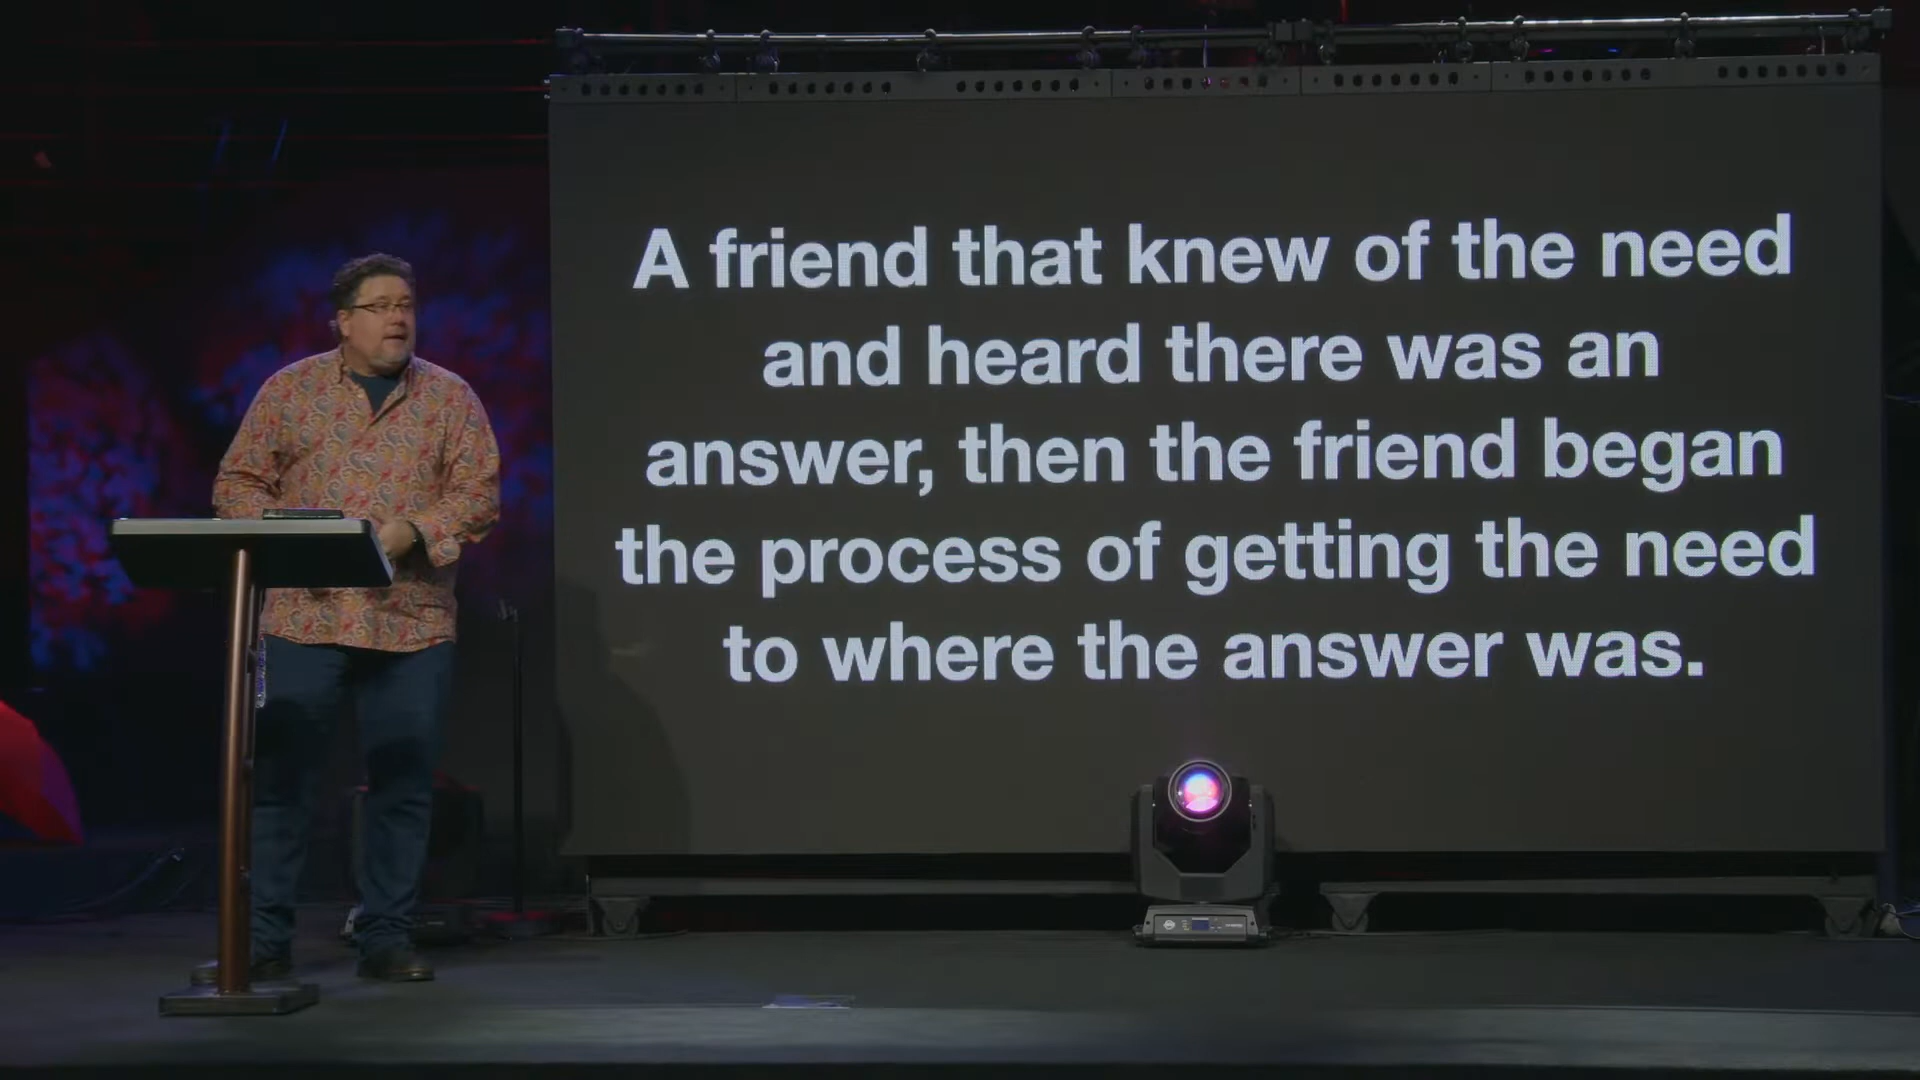 A friend that knew of the need
and heard there was an
answer, then the friend began
the process of getting the need
to where the answer was.